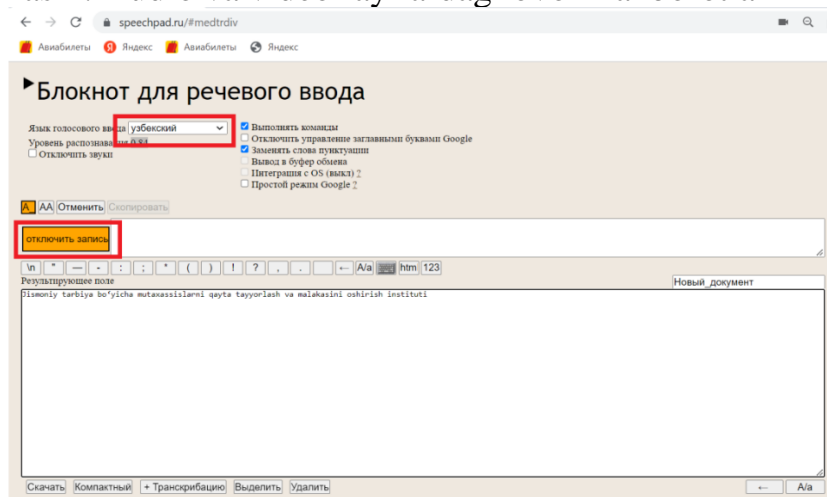 speechpad.ru/#medtrdiv
Авиабилеты Яндекс Авиабилеты Яндекс
Блокнот для речевого ввода
Язык голосового ввода узбекский
Уровень распознавания 0.84
Отключить звуки
Выполнять команды
Отключить управление заглавными буквами Google
Заменять слова пунктуации
Вывод в буфер обмена
Интеграция с OS (выкл) ?
Простой режим Google ?
A_ AA Отменить Скопировать
отключить запись
\n " — - : ; ' ( ) ! ? , . ← A/a htm 123
Результирующее поле Новый_документ
Jismoniy tarbiya bo'yicha mutaxassislarni qayta tayyorlash va malakasini oshirish instituti
Скачать Компактный + Транскрибацию Выделить Удалить ← A/a